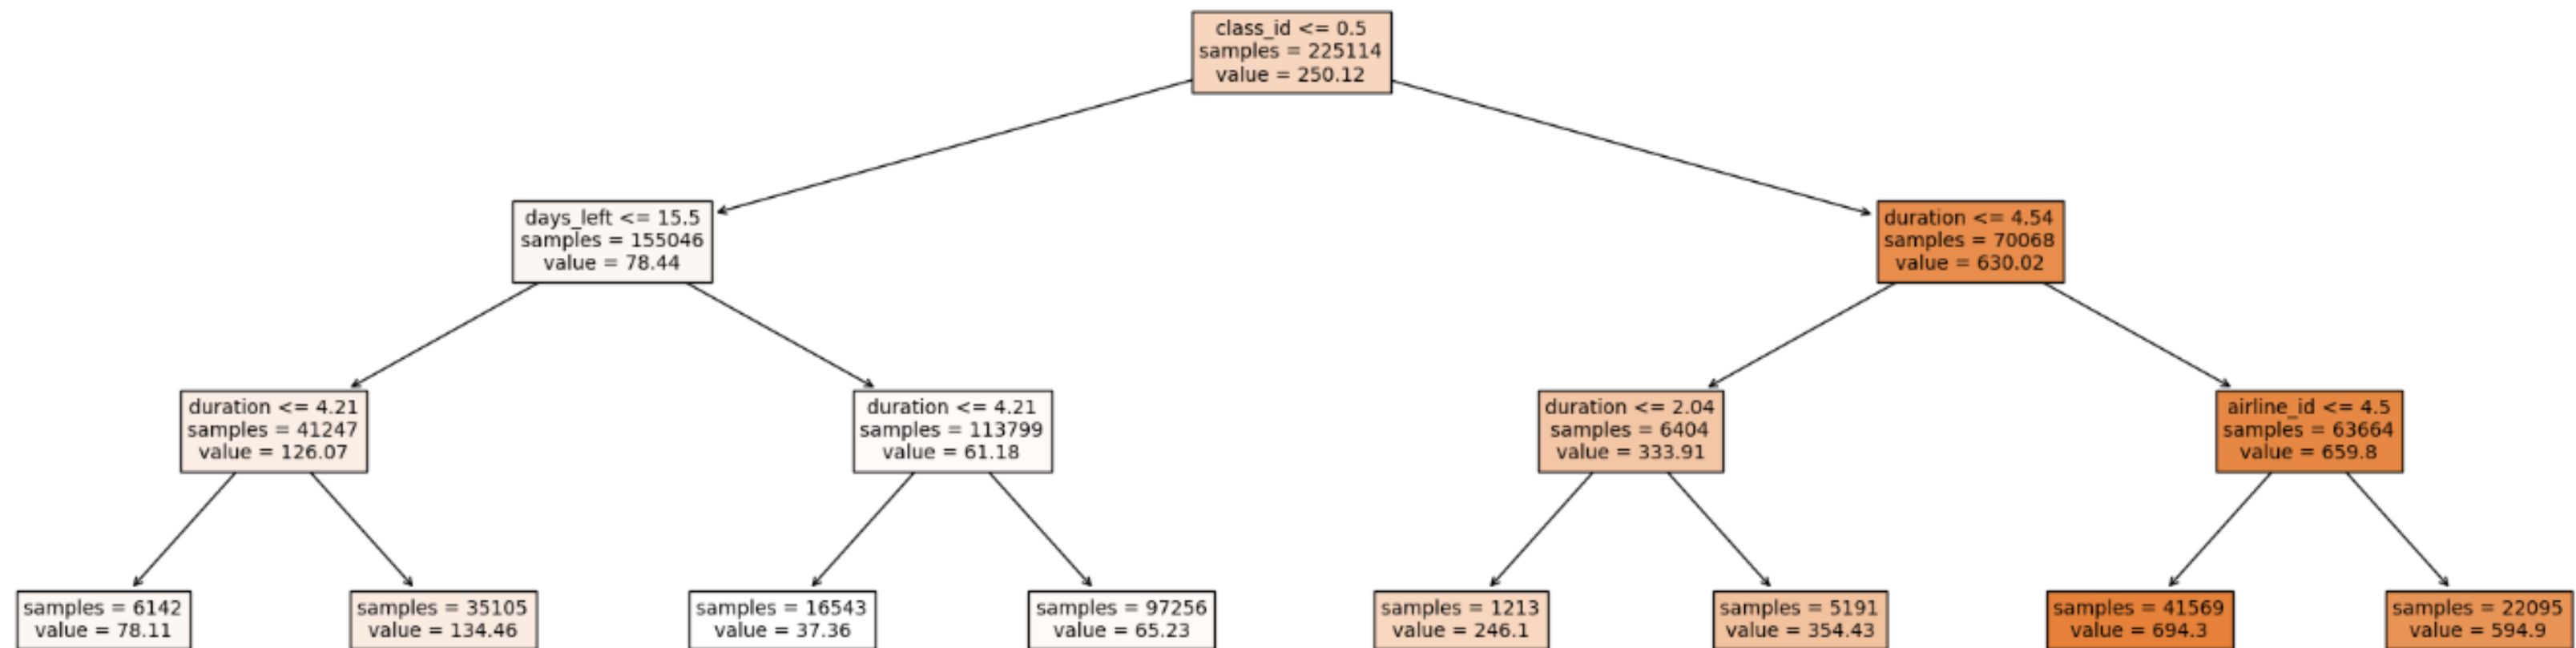 class_id <= 0.5
samples = 225114
value = 250.12
days_left <= 15.5
samples = 155046
value = 78.44
duration <= 4.54
samples = 70068
value = 630.02
duration <= 4.21
samples = 41247
value = 126.07
duration <= 4.21
samples = 113799
value = 61.18
duration <= 2.04
samples = 6404
value = 333.91
airline_id <= 4.5
samples = 63664
value = 659.8
samples = 6142
value = 78.11
samples = 35105
value = 134.46
samples = 16543
value = 37.36
samples = 97256
value = 65.23
samples = 1213
value = 246.1
samples = 5191
value = 354.43
samples = 41569
value = 694.3
samples = 22095
value = 594.9